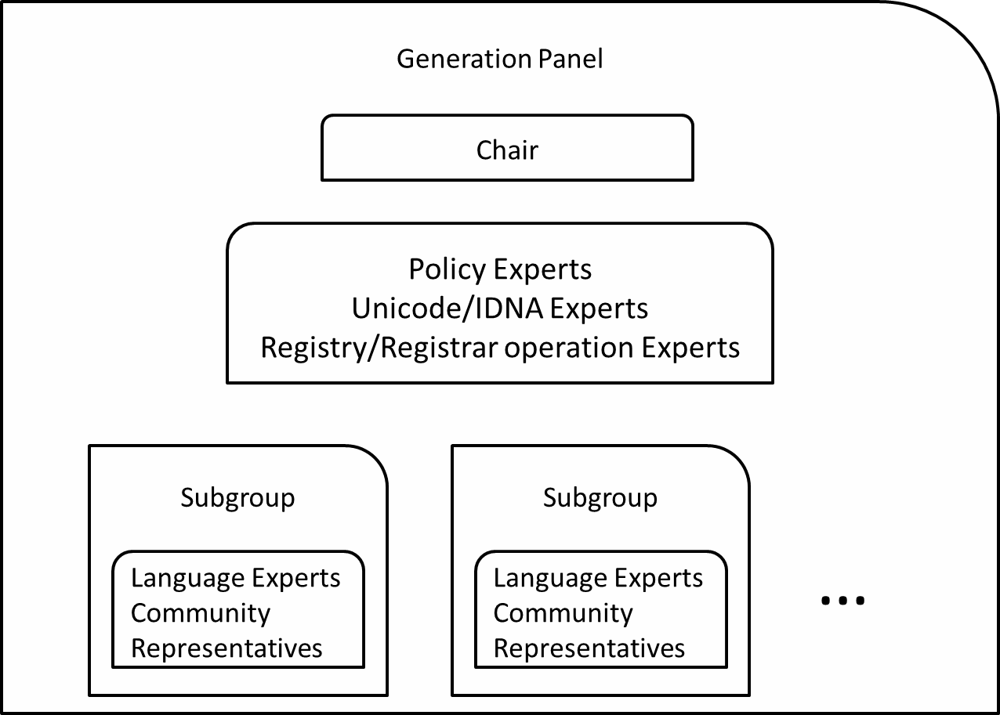 Generation Panel
Chair
Policy Experts
Unicode/IDNA Experts
Registry/Registrar operation Experts
Subgroup
Language Experts
Community
Representatives
Subgroup
Language Experts
Community
Representatives
...